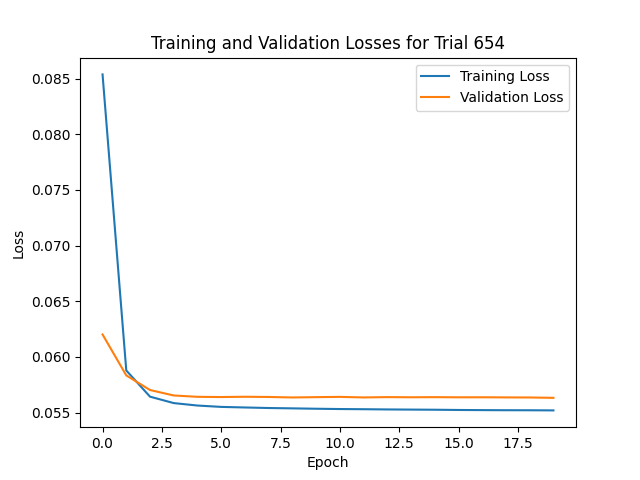 Training and Validation Losses for Trial 654
Training Loss
Validation Loss
0.085
0.080
0.075
0.070
0.065
0.060
0.055
Loss
0.0 2.5 5.0 7.5 10.0 12.5 15.0 17.5
Epoch